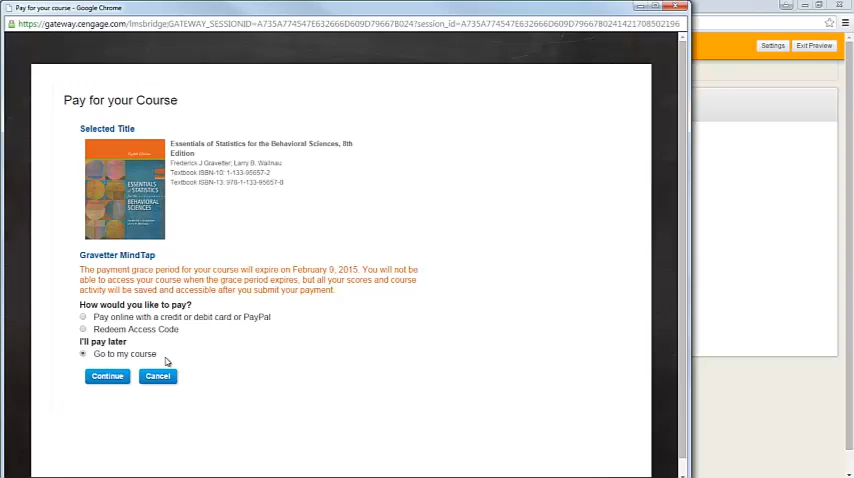 Pay for your course - Google Chrome
https://gateway.cengage.com/lmsbridge/GATEWAY_SESSIONID=A735A774547E632666D609D79667B024?session_id=A735A774547E632666D609D79667B02414217085021​96
Settings
Exit Preview
Pay for your Course
Selected Title
Essentials of Statistics for the Behavioral Sciences, 8th
Edition
Frederick J Gravetter; Larry B. Wallnau
Textbook ISBN-10: 1-133-95657-2
Textbook ISBN-13: 978-1-133-95657-0
Eighth Edition
ESSENTIALS
of STATISTICS
for the
BEHAVIORAL
SCIENCES
Gravetter MindTap
The payment grace period for your course will expire on February 9, 2015. You will not be
able to access your course when the grace period expires, but all your scores and course
activity will be saved and accessible after you submit your payment.
How would you like to pay?
Pay online with a credit or debit card or PayPal
Redeem Access Code
I'll pay later
Go to my course
Continue
Cancel